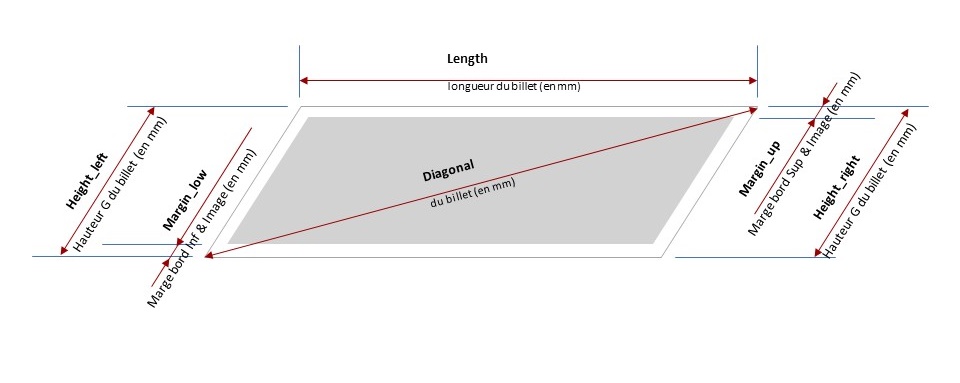 Length
longueur du billet (en mm)
Height_left
Hauteur G du billet (en mm)
Margin_low
Marge bord Inf & Image (en mm)
Diagonal
du billet (en mm)
Margin_up
Marge bord Sup & Image (en mm)
Height_right
Hauteur G du billet (en mm)